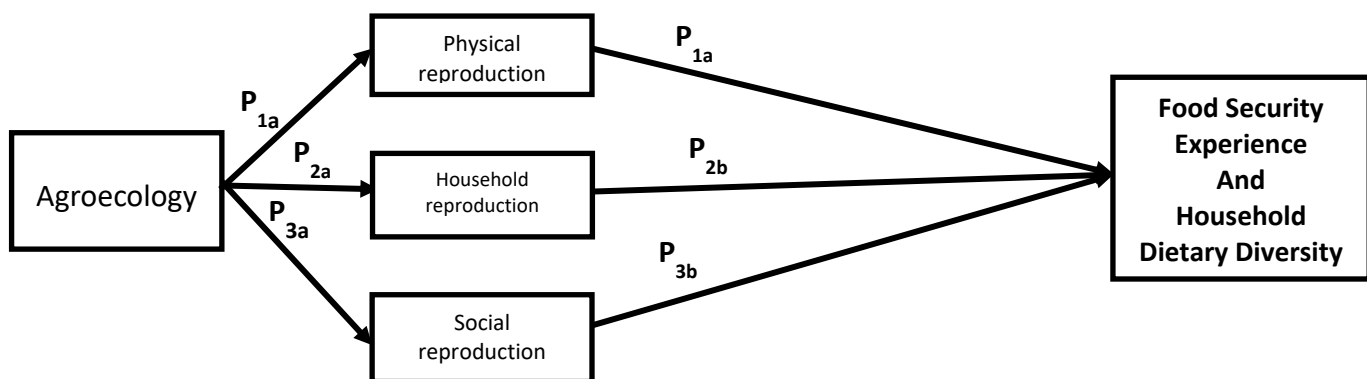 Agroecology
P1a
P2a
P3a
Physical
reproduction
Household
reproduction
Social
reproduction
P1a
P2b
P3b
Food Security
Experience
And
Household
Dietary Diversity